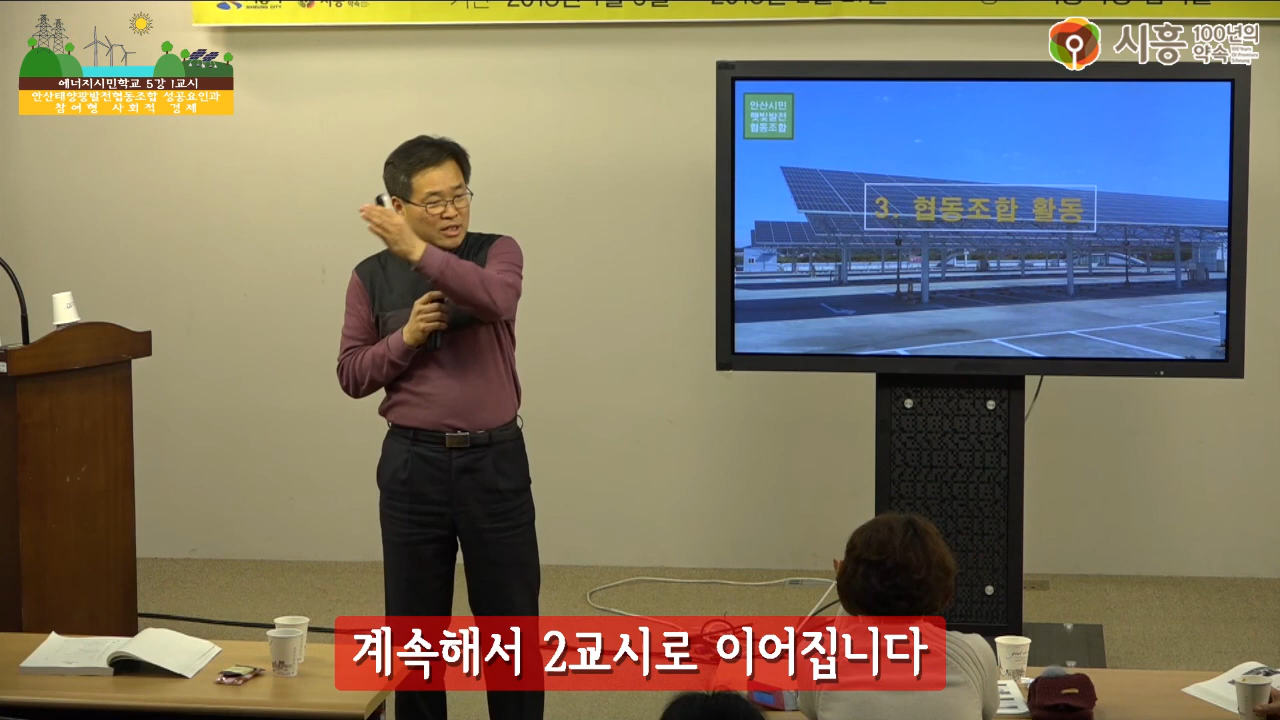 에너지시민학교 5강 1교시
안산태양광발전협동조합 성공요인과
참여형 사회적 경제
시흥 100년의
약속
안산시민
햇빛발전
협동조합
3. 협동조합 활동
계속해서 2교시로 이어집니다